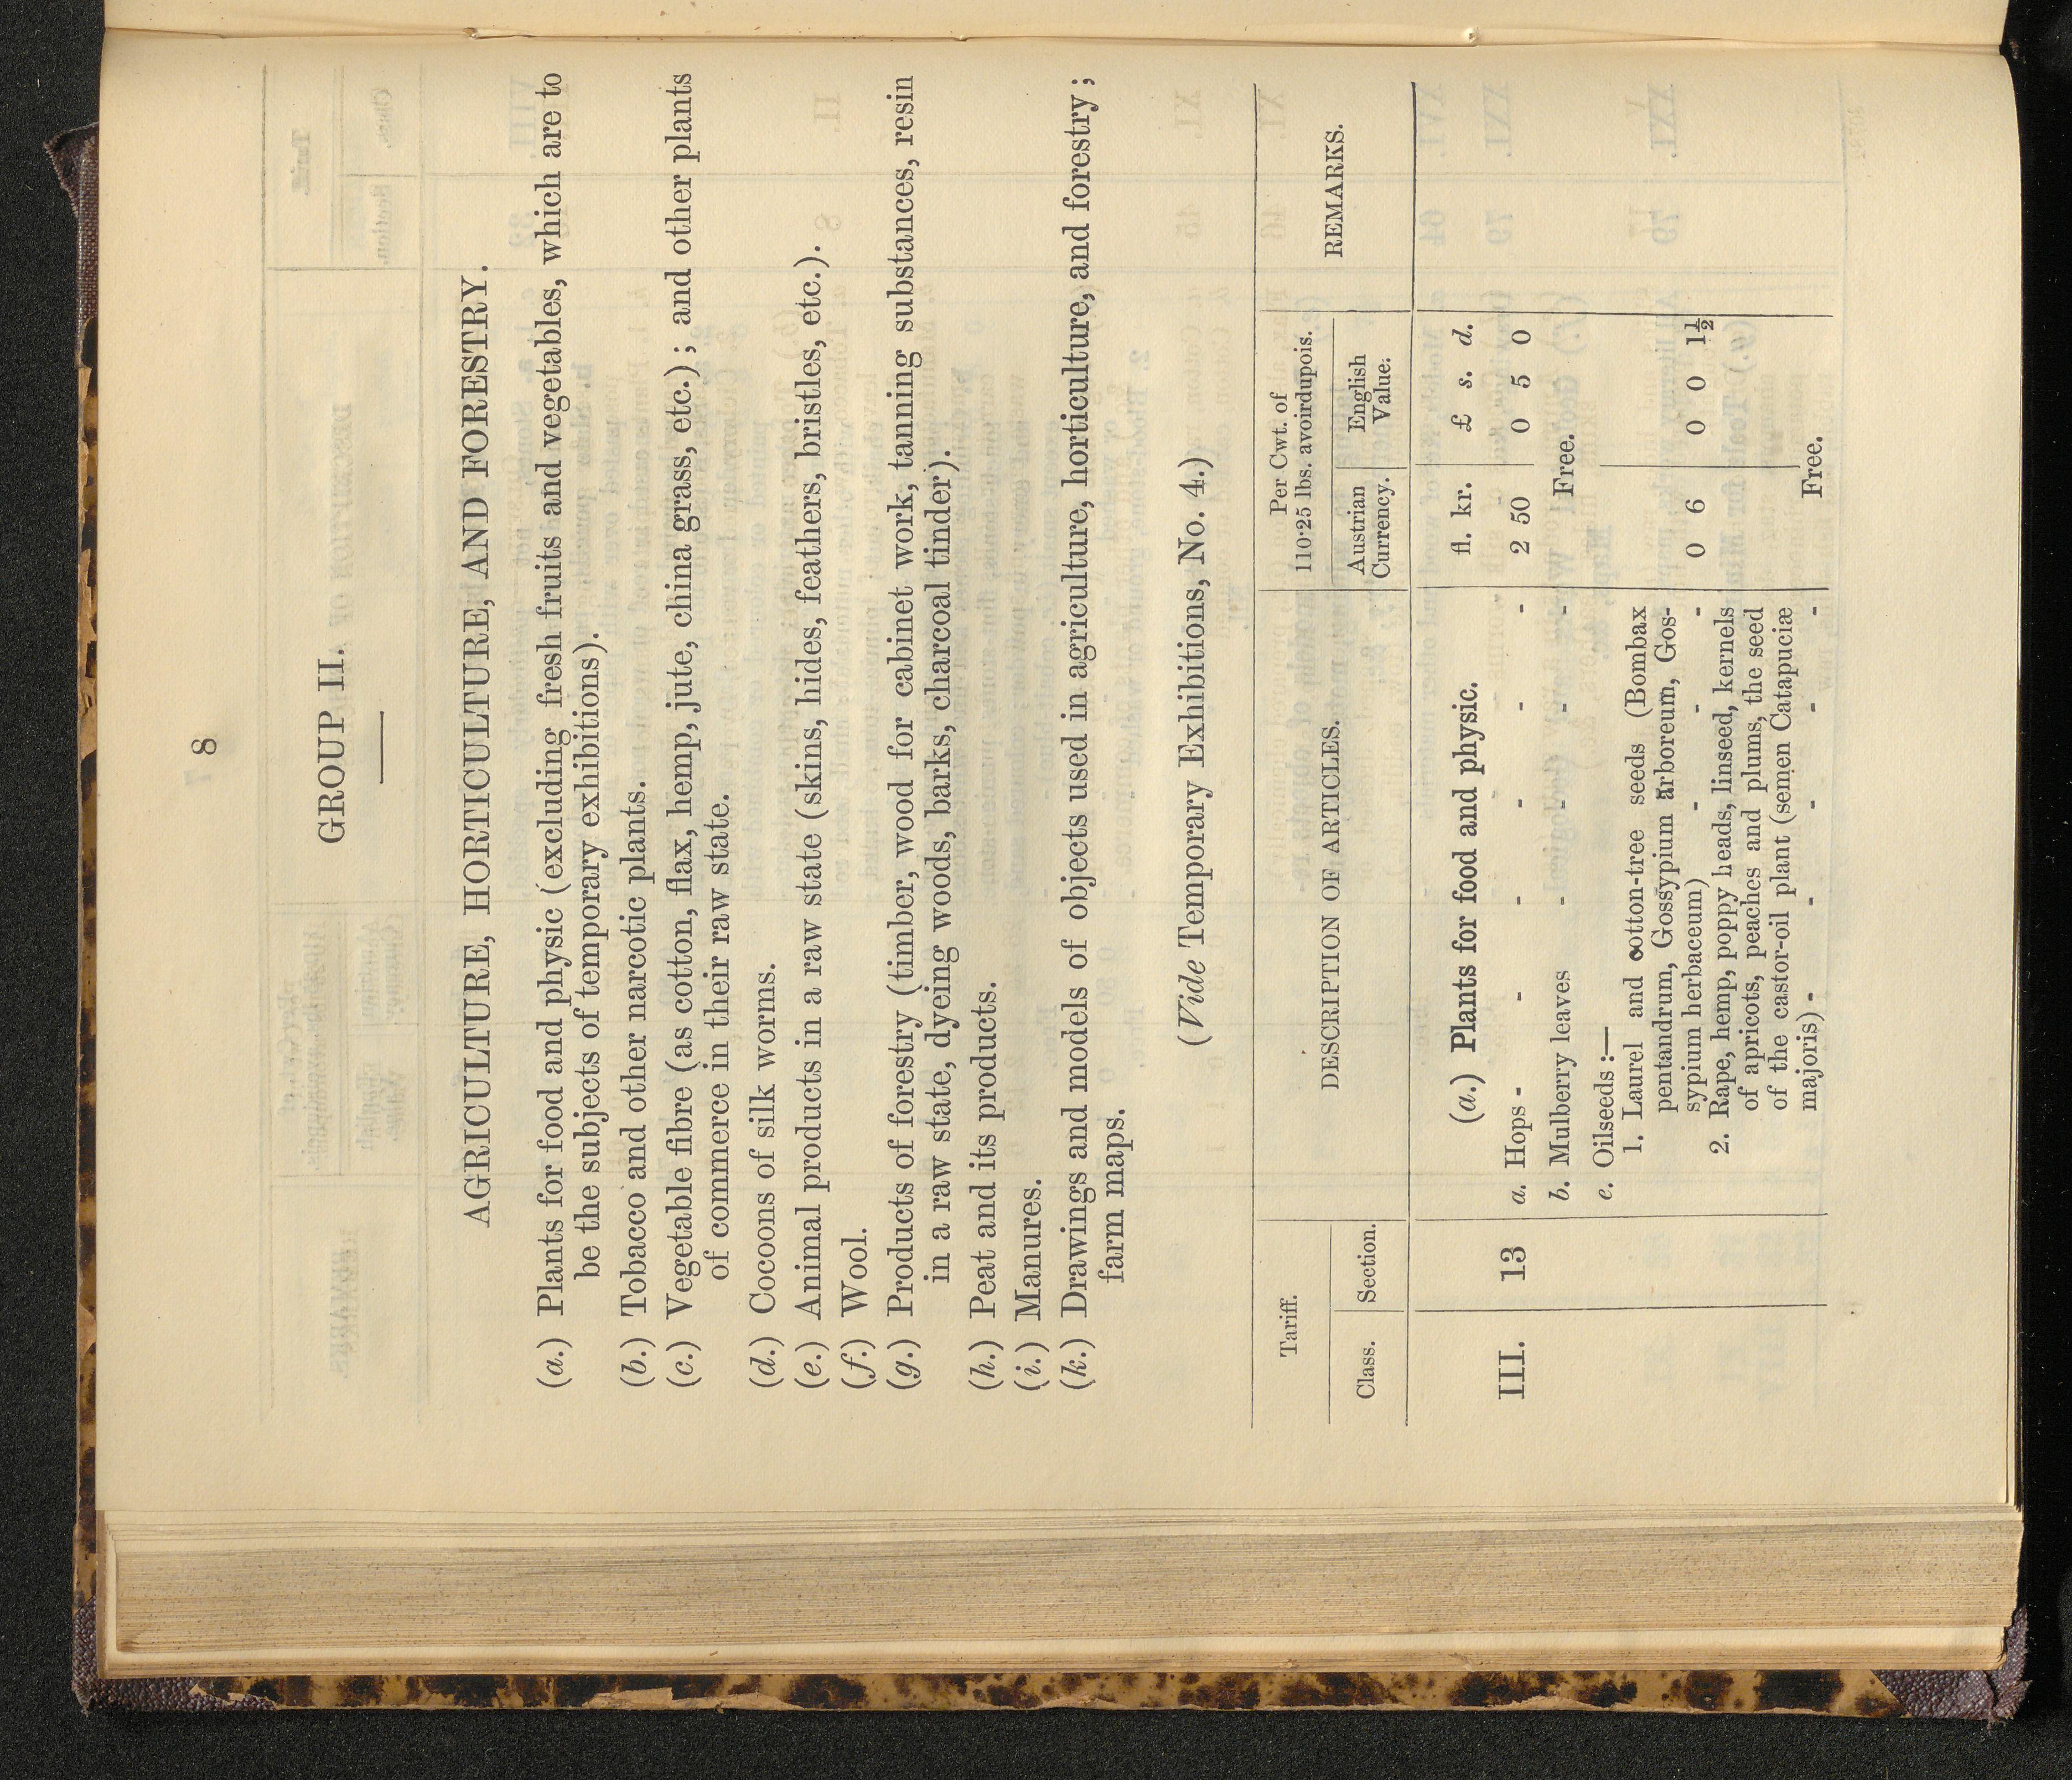 8
GROUP II.
AGRICULTURE, HORTICULTURE, AND FORESTRY.
(a.) Plants for food and physic (excluding fresh fruits and vegetables, which are to
be the subjects of temporary exhibitions).
(b.) Tobacco and other narcotic plants.
(c.) Vegetable fibre (as cotton, flax, hemp, jute, china grass, etc.); and other plants
of commerce in their raw state.
(d.) Cocoons of silk worms.
(e.) Animal products in a raw state (skins, hides, feathers, bristles, etc.).
(f.) Wool.
(g.) Products of forestry (timber, wood for cabinet work, tanning substances, resin
in a raw state, dyeing woods, barks, charcoal tinder).
(h.) Peat and its products.
(i.) Manures.
(k.) Drawings and models of objects used in agriculture, horticulture, and forestry;
farm maps.
(Vide Temporary Exhibitions, No. 4.)
Tariff.
Class.
Section.
DESCRIPTION OF ARTICLES.
Per Cwt. of
110·25 lbs. avoirdupois.
Austrian
Currency.
English
Value.
REMARKS.
(a.) Plants for food and physic.
fl. kr. £ s. d.
III. 13 a. Hops - - - - - - 2 50 0 5 0
b. Mulberry leaves - - - - Free.
c. Oilseeds:—
1. Laurel and cotton-tree seeds (Bombax
pentandrum, Gossypium arboreum, Gos-
sypium herbaceum) - - - 0 6 0 0 1½
2. Rape, hemp, poppy heads, linseed, kernels
of apricots, peaches and plums, the seed
of the castor-oil plant (semen Catapuciæ
majoris) - - - - - Free.